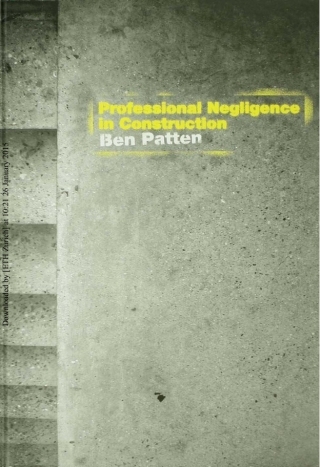 Professional Negligence
in Construction
Ben Patten
Downloaded by [ETH Zurich] at 10:21 26 January 2015